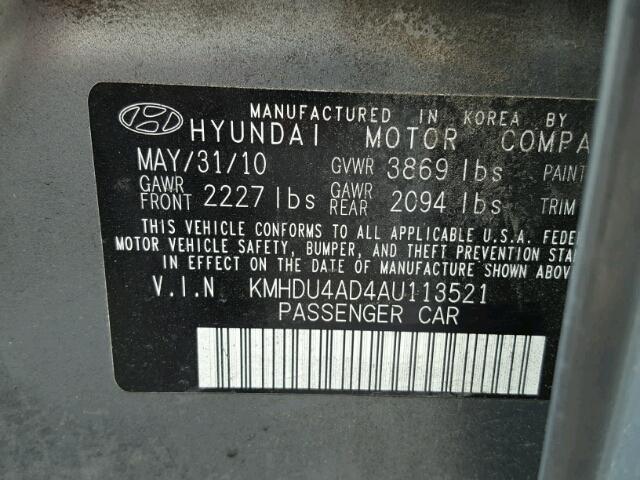 MANUFACTURED IN KOREA BY
HYUNDAI MOTOR COMPA
MAY/31/10 GVWR 3869 lbs PAINT
GAWR FRONT 2227 lbs GAWR REAR 2094 lbs TRIM
THIS VEHICLE CONFORMS TO ALL APPLICABLE U.S.A. FEDE
MOTOR VEHICLE SAFETY, BUMPER, AND THEFT PREVENTION STA
IN EFFECT ON THE DATE OF MANUFACTURE SHOWN ABOVE.
V.I.N KMHDU4AD4AU113521
PASSENGER CAR